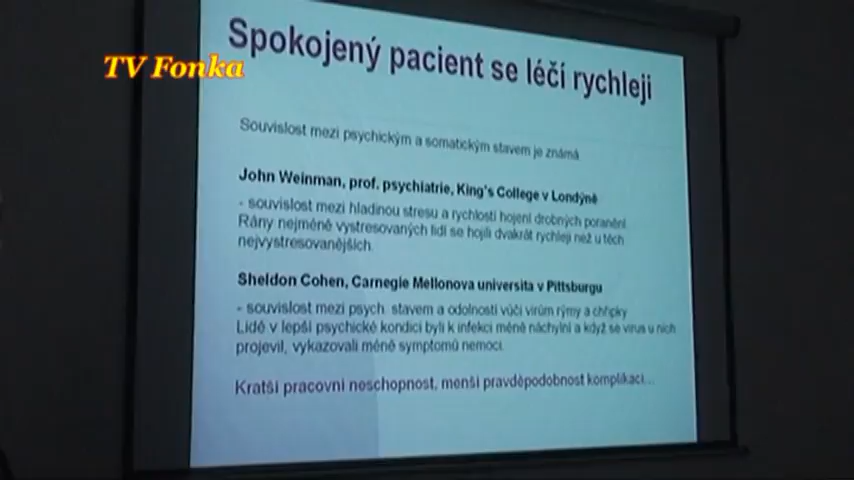 Spokojený pacient se léčí rychleji
TV Fonka
Souvislost mezi psychickým a somatickým stavem je známá
John Weinman, prof. psychiatrie, King's College v Londýně
- souvislost mezi hladinou stresu a rychlostí hojení drobných poranění.
Rány nejméně vystresovaných lidí se hojili dvakrát rychleji než u těch
nejvystresovanějších.
Sheldon Cohen, Carnegie Mellonova universita v Pittsburgu
- souvislost mezi psych. stavem a odolností vůči virům rýmy a chřipky
Lidé v lepší psychické kondici byli k infekci méně náchylní a když se virus u nich
projevil, vykazovali méně symptomů nemoci.
Kratší pracovní neschopnost, menší pravděpodobnost komplikací...